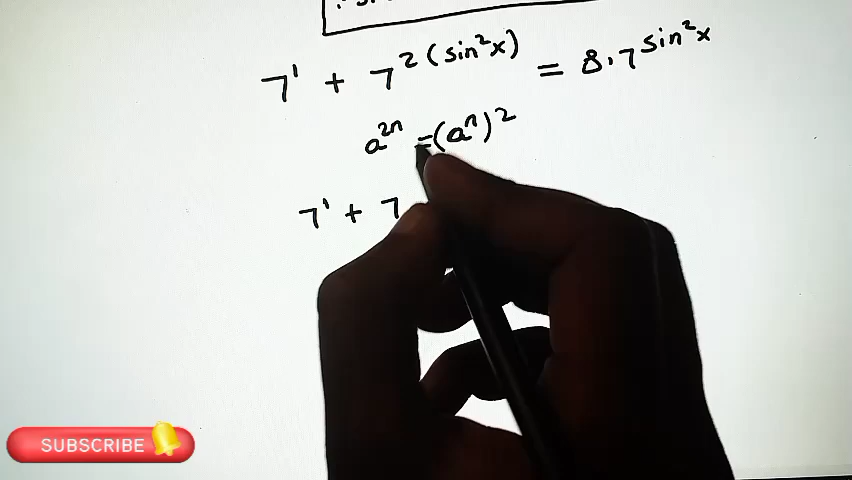 7¹ + 7^2(sin²x) = 8.7^sin²x
a^2n = (a^n)²
7¹ + 7
SUBSCRIBE